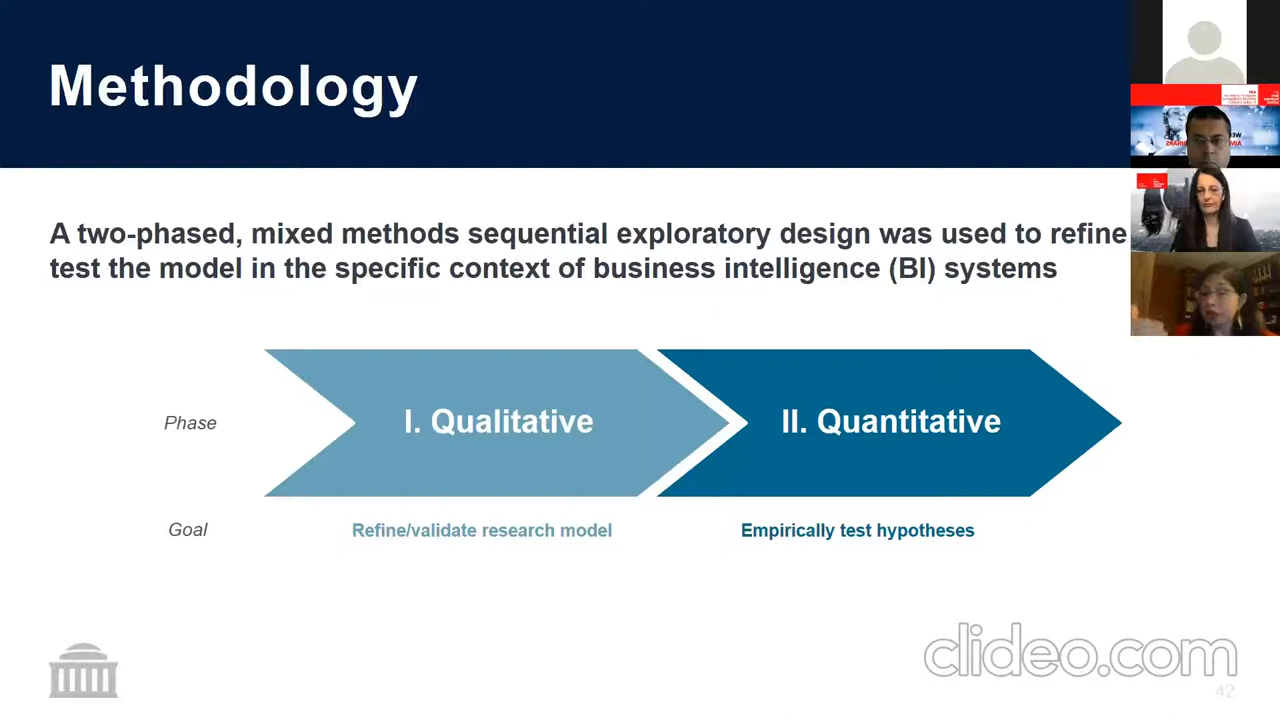 Methodology
A two-phased, mixed methods sequential exploratory design was used to refine
test the model in the specific context of business intelligence (BI) systems
Phase
I. Qualitative
II. Quantitative
Goal
Refine/validate research model
Empirically test hypotheses
clideo.com
42